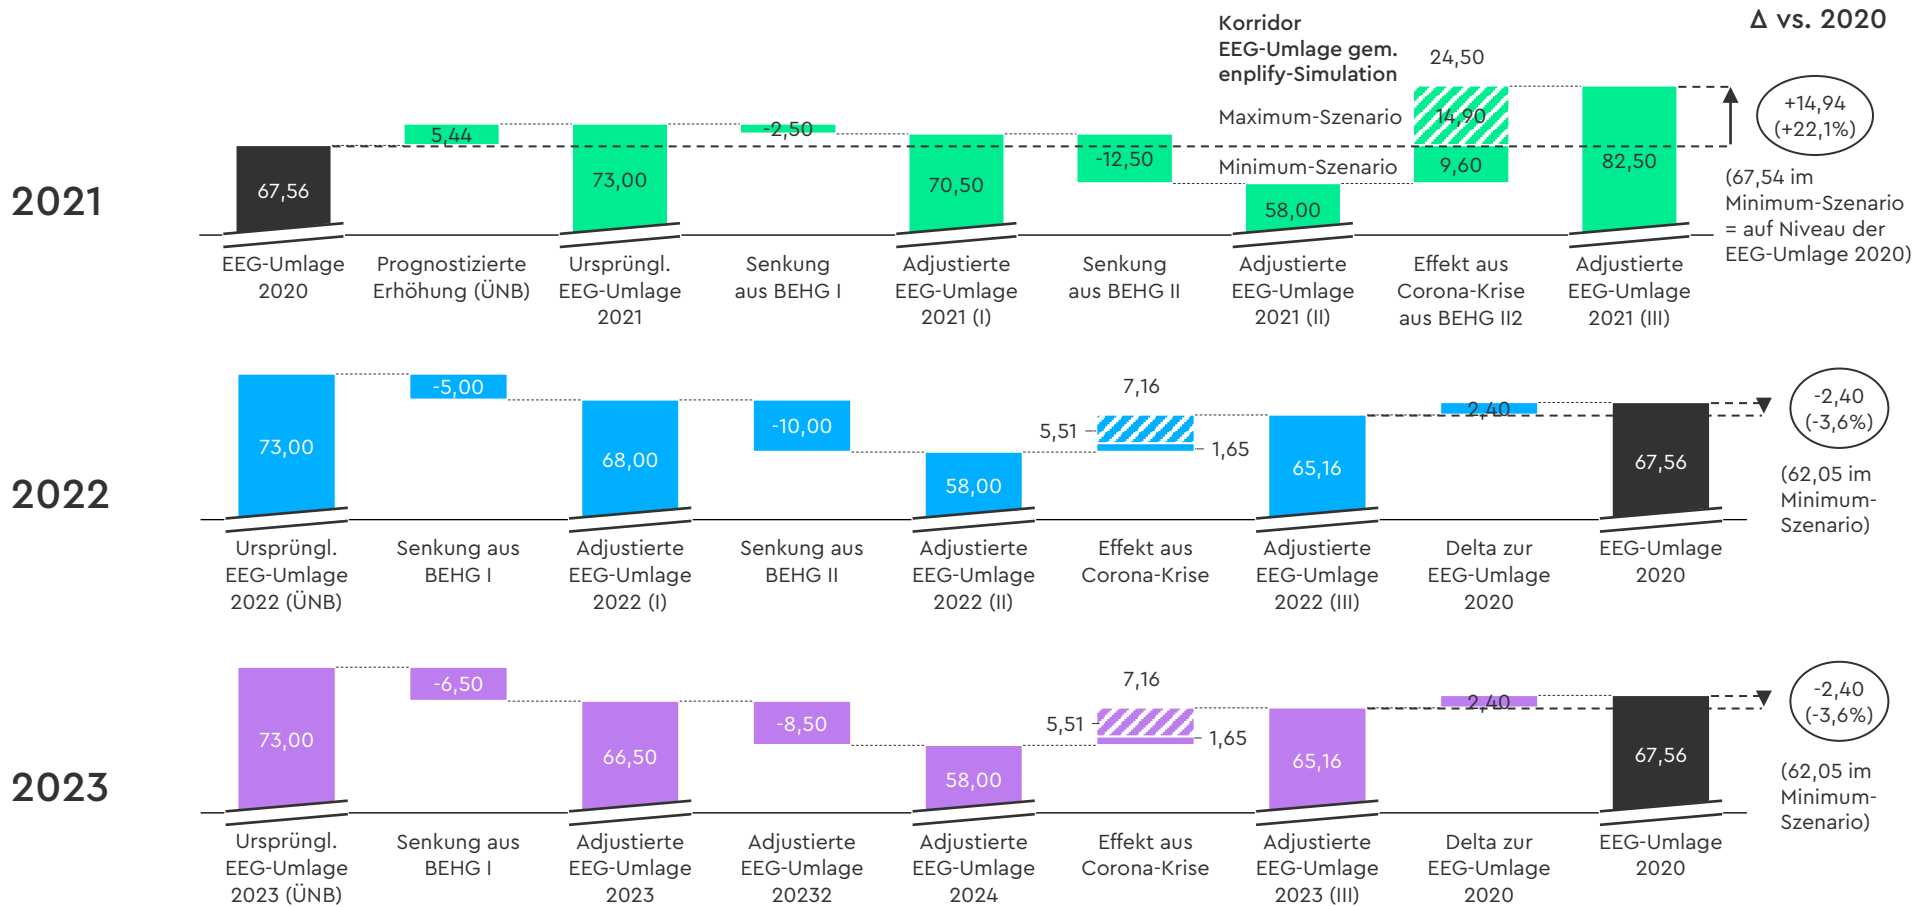 Δ vs. 2020
Korridor
EEG-Umlage gem.
enplify-Simulation
Maximum-Szenario
Minimum-Szenario
2021
67,56
5,44
73,00
-2,50
70,50
-12,50
58,00
24,50
14,90
9,60
82,50
+14,94
(+22,1%)
(67,54 im
Minimum-Szenario
= auf Niveau der
EEG-Umlage 2020)
EEG-Umlage
2020
Prognostizierte
Erhöhung (ÜNB)
Ursprüngl.
EEG-Umlage
2021
Senkung
aus BEHG I
Adjustierte
EEG-Umlage
2021 (I)
Senkung
aus BEHG II
Adjustierte
EEG-Umlage
2021 (II)
Effekt aus
Corona-Krise
aus BEHG II2
Adjustierte
EEG-Umlage
2021 (III)
2022
73,00
-5,00
68,00
-10,00
58,00
7,16
5,51
1,65
65,16
2,40
67,56
-2,40
(-3,6%)
(62,05 im
Minimum-
Szenario)
Ursprüngl.
EEG-Umlage
2022 (ÜNB)
Senkung aus
BEHG I
Adjustierte
EEG-Umlage
2022 (I)
Senkung aus
BEHG II
Adjustierte
EEG-Umlage
2022 (II)
Effekt aus
Corona-Krise
Adjustierte
EEG-Umlage
2022 (III)
Delta zur
EEG-Umlage
2020
EEG-Umlage
2020
2023
73,00
-6,50
66,50
-8,50
58,00
7,16
5,51
1,65
65,16
2,40
67,56
-2,40
(-3,6%)
(62,05 im
Minimum-
Szenario)
Ursprüngl.
EEG-Umlage
2023 (ÜNB)
Senkung aus
BEHG I
Adjustierte
EEG-Umlage
2023
Adjustierte
EEG-Umlage
20232
Adjustierte
EEG-Umlage
2024
Effekt aus
Corona-Krise
Adjustierte
EEG-Umlage
2023 (III)
Delta zur
EEG-Umlage
2020
EEG-Umlage
2020